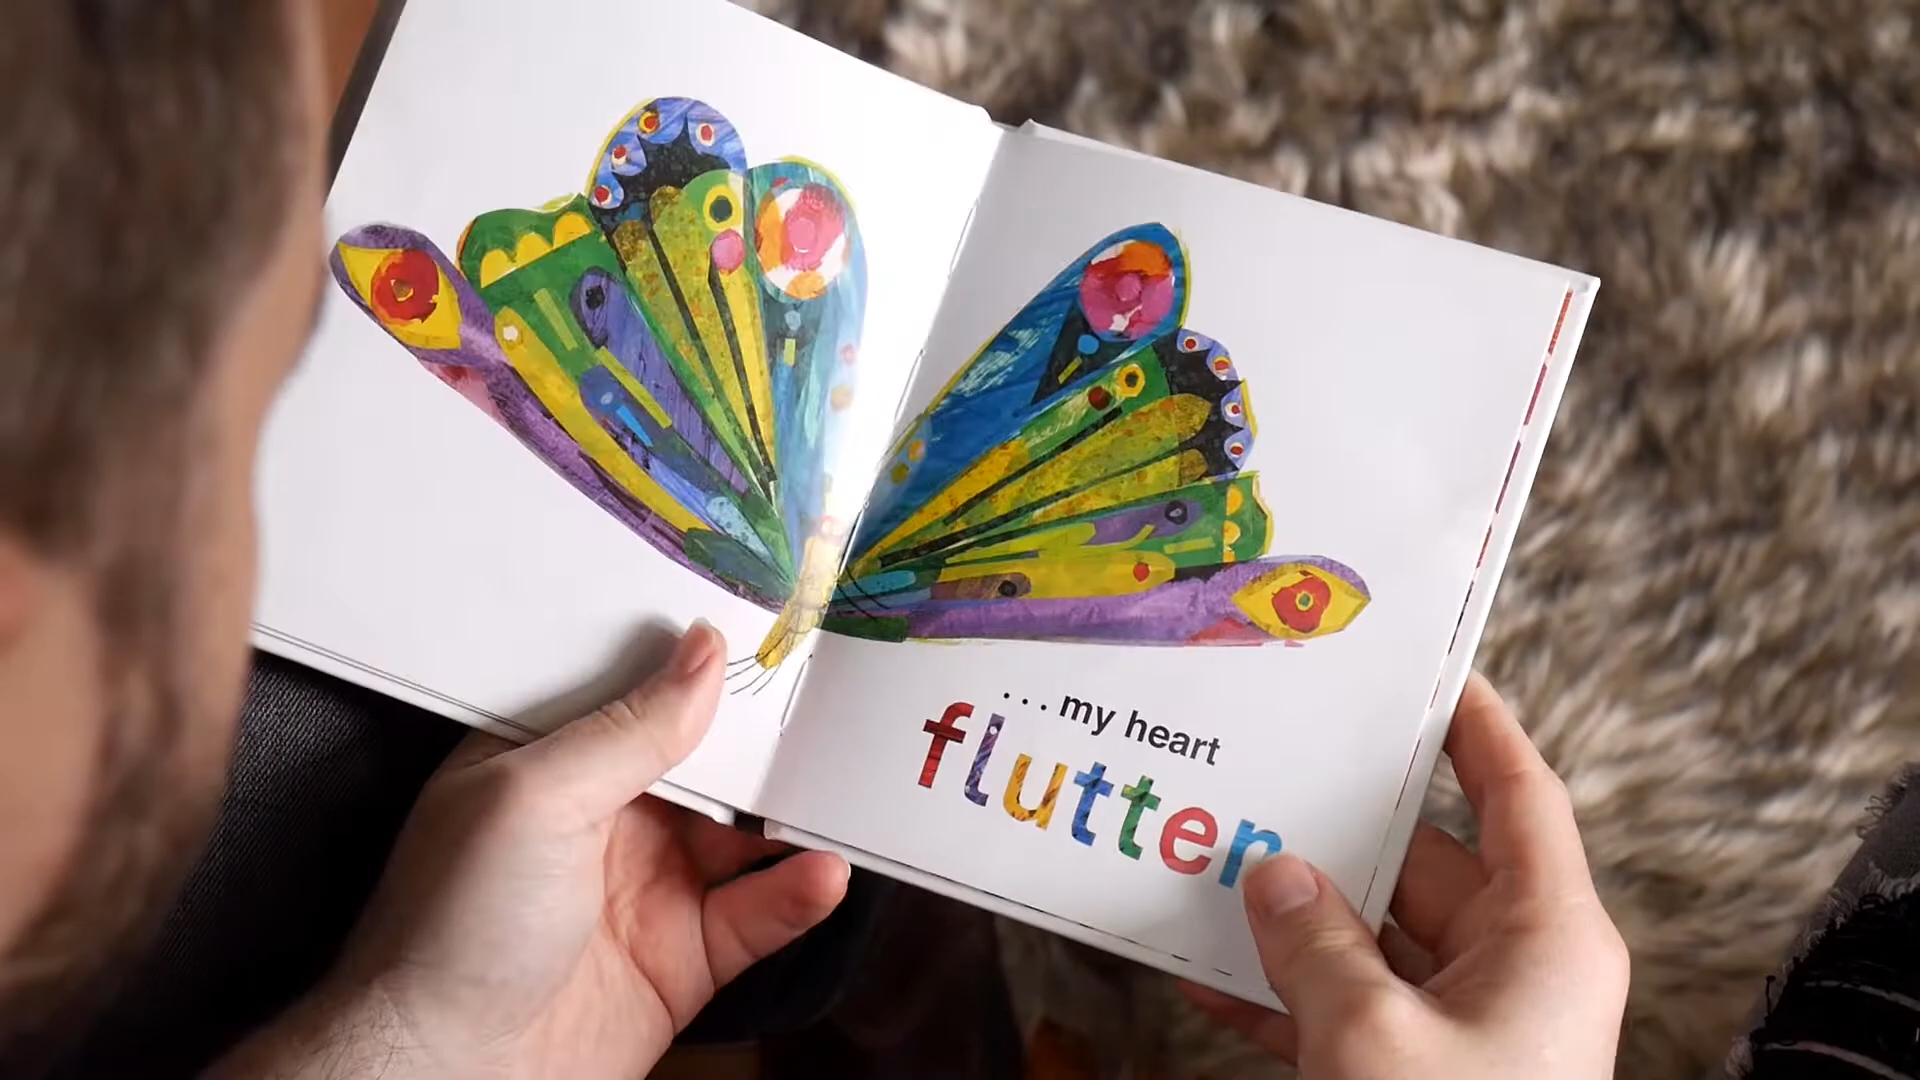 . . . my heart
flutter